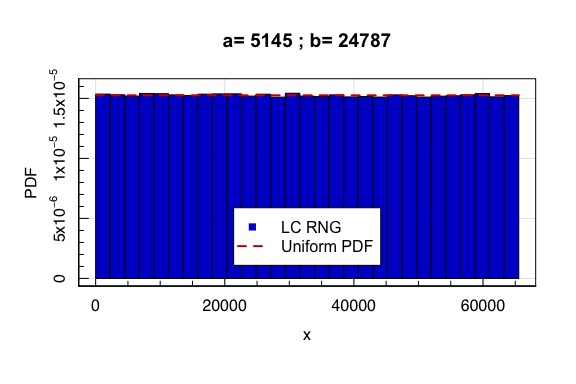 a= 5145 ; b= 24787
PDF
1.5x10⁻⁵
1x10⁻⁵
5x10⁻⁶
0
LC RNG
Uniform PDF
0 20000 40000 60000
x